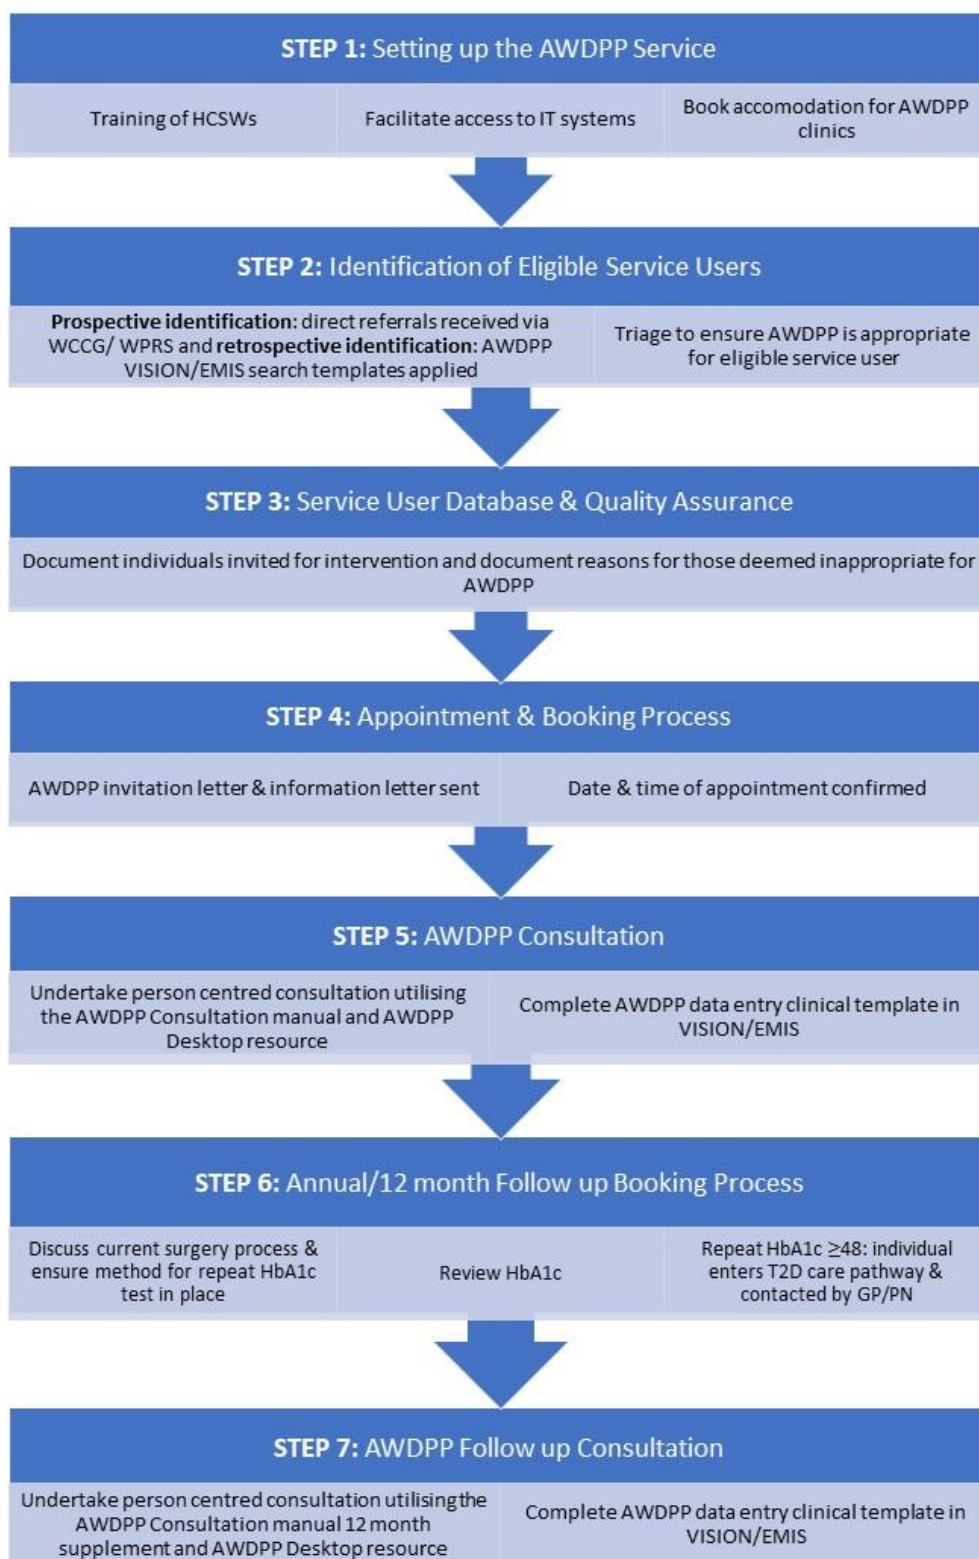 STEP 1: Setting up the AWDPP Service
Training of HCSWs
Facilitate access to IT systems
Book accomodation for AWDPP
clinics
STEP 2: Identification of Eligible Service Users
Prospective identification: direct referrals received via
WCCG/ WPRS and retrospective identification: AWDPP
VISION/EMIS search templates applied
Triage to ensure AWDPP is appropriate
for eligible service user
STEP 3: Service User Database & Quality Assurance
Document individuals invited for intervention and document reasons for those deemed inappropriate for
AWDPP
STEP 4: Appointment & Booking Process
AWDPP invitation letter & information letter sent
Date & time of appointment confirmed
STEP 5: AWDPP Consultation
Undertake person centred consultation utilising
the AWDPP Consultation manual and AWDPP
Desktop resource
Complete AWDPP data entry clinical template in
VISION/EMIS
STEP 6: Annual/12 month Follow up Booking Process
Discuss current surgery process &
ensure method for repeat HbA1c
test in place
Review HbA1c
Repeat HbA1c ≥48: individual
enters T2D care pathway &
contacted by GP/PN
STEP 7: AWDPP Follow up Consultation
Undertake person centred consultation utilising the
AWDPP Consultation manual 12 month
supplement and AWDPP Desktop resource
Complete AWDPP data entry clinical template in
VISION/EMIS